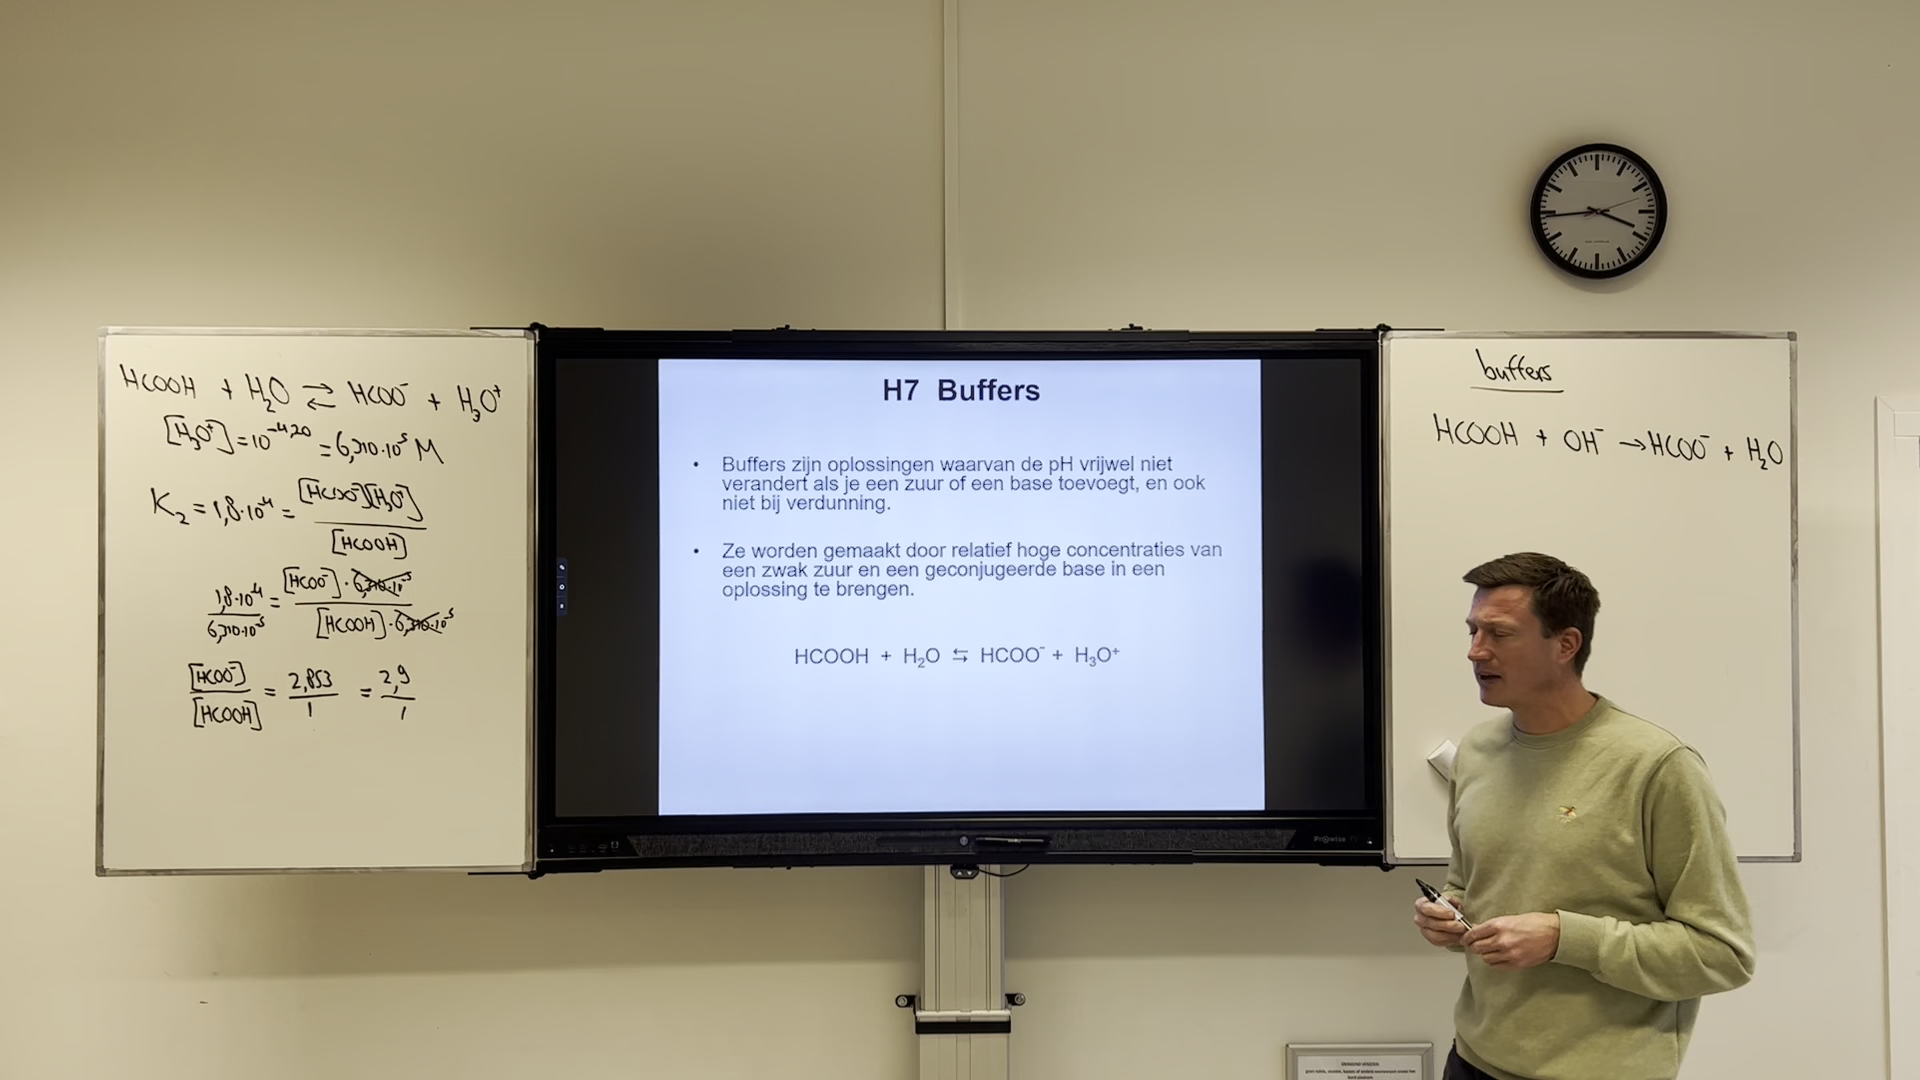 HCOOH + H₂O ⇌ HCOO⁻ + H₃O⁺
[H₃O⁺] = 10⁻⁴,²⁰ = 6,310·10⁻⁵ M
K₂ = 1,8·10⁻⁴ = [HCOO⁻][H₃O⁺]
[HCOOH]
1,8·10⁻⁴ = [HCOO⁻] · 6,310·10⁻⁵
6,310·10⁻⁵ [HCOOH] · 6,310·10⁻⁵
[HCOO⁻] = 2,853 = 2,9
[HCOOH] 1 1
H7 Buffers
• Buffers zijn oplossingen waarvan de pH vrijwel niet
verandert als je een zuur of een base toevoegt, en ook
niet bij verdunning.
• Ze worden gemaakt door relatief hoge concentraties van
een zwak zuur en een geconjugeerde base in een
oplossing te brengen.
HCOOH + H₂O ⇆ HCOO⁻ + H₃O⁺
Prowise
buffers
HCOOH + OH⁻ → HCOO⁻ + H₂O